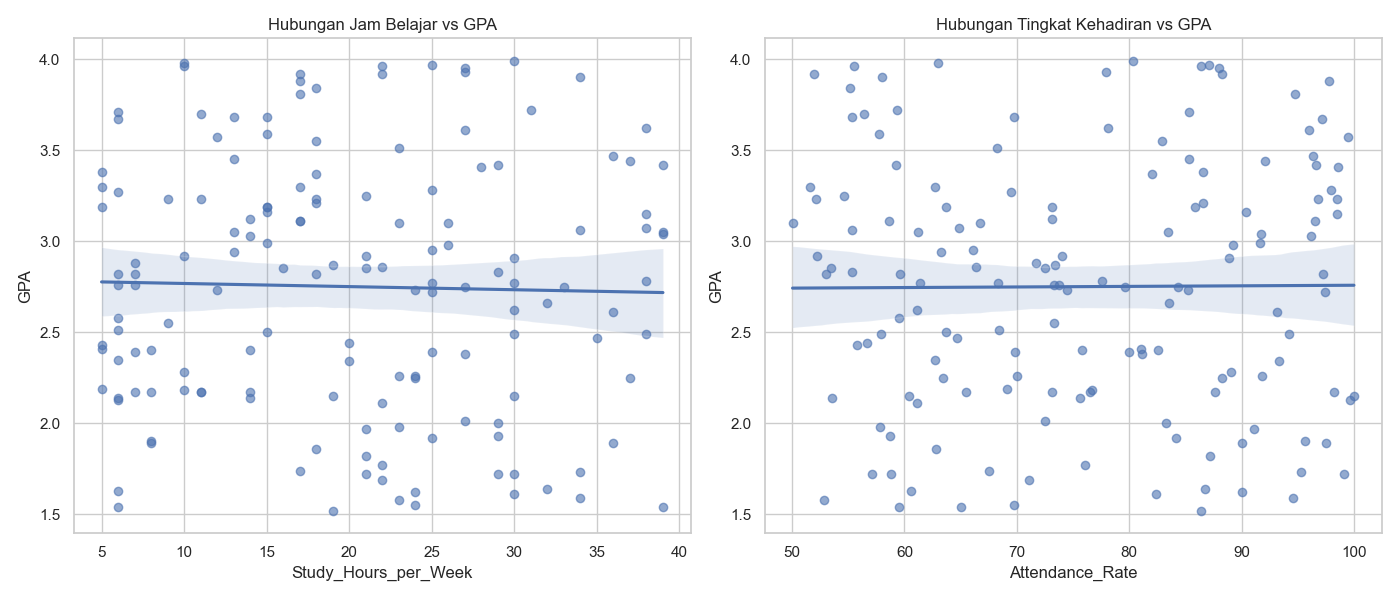 Hubungan Jam Belajar vs GPA
4.0
3.5
3.0
2.5
2.0
1.5
GPA
5 10 15 20 25 30 35 40
Study_Hours_per_Week
Hubungan Tingkat Kehadiran vs GPA
4.0
3.5
3.0
2.5
2.0
1.5
GPA
50 60 70 80 90 100
Attendance_Rate